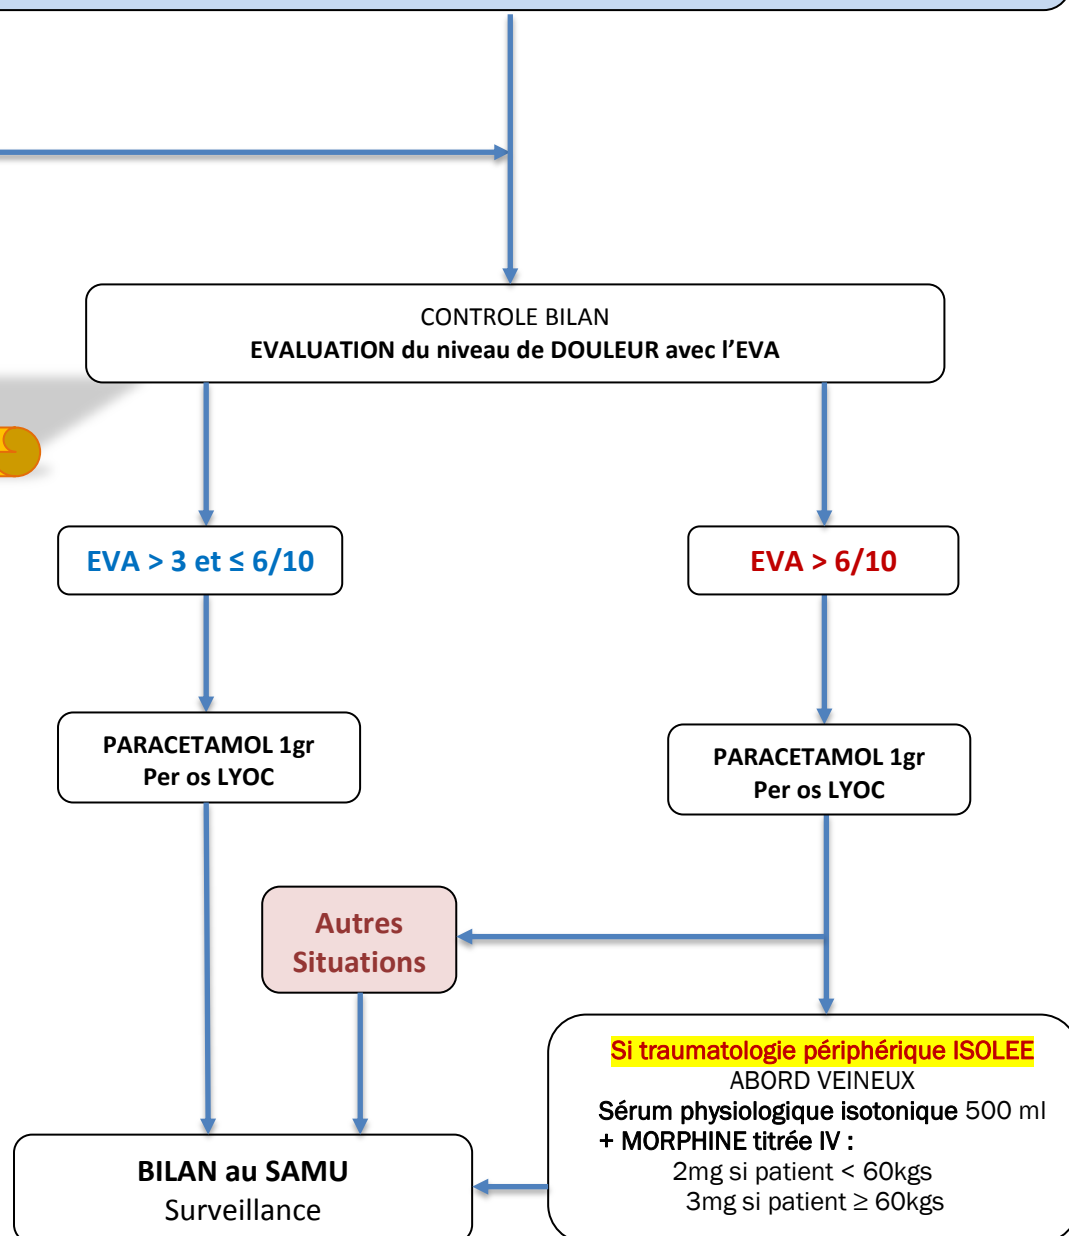 CONTROLE BILAN
EVALUATION du niveau de DOULEUR avec l’EVA
EVA > 3 et ≤ 6/10
EVA > 6/10
PARACETAMOL 1gr
Per os LYOC
PARACETAMOL 1gr
Per os LYOC
Autres
Situations
Si traumatologie périphérique ISOLEE
ABORD VEINEUX
Sérum physiologique isotonique 500 ml
+ MORPHINE titrée IV :
2mg si patient < 60kgs
3mg si patient ≥ 60kgs
BILAN au SAMU
Surveillance